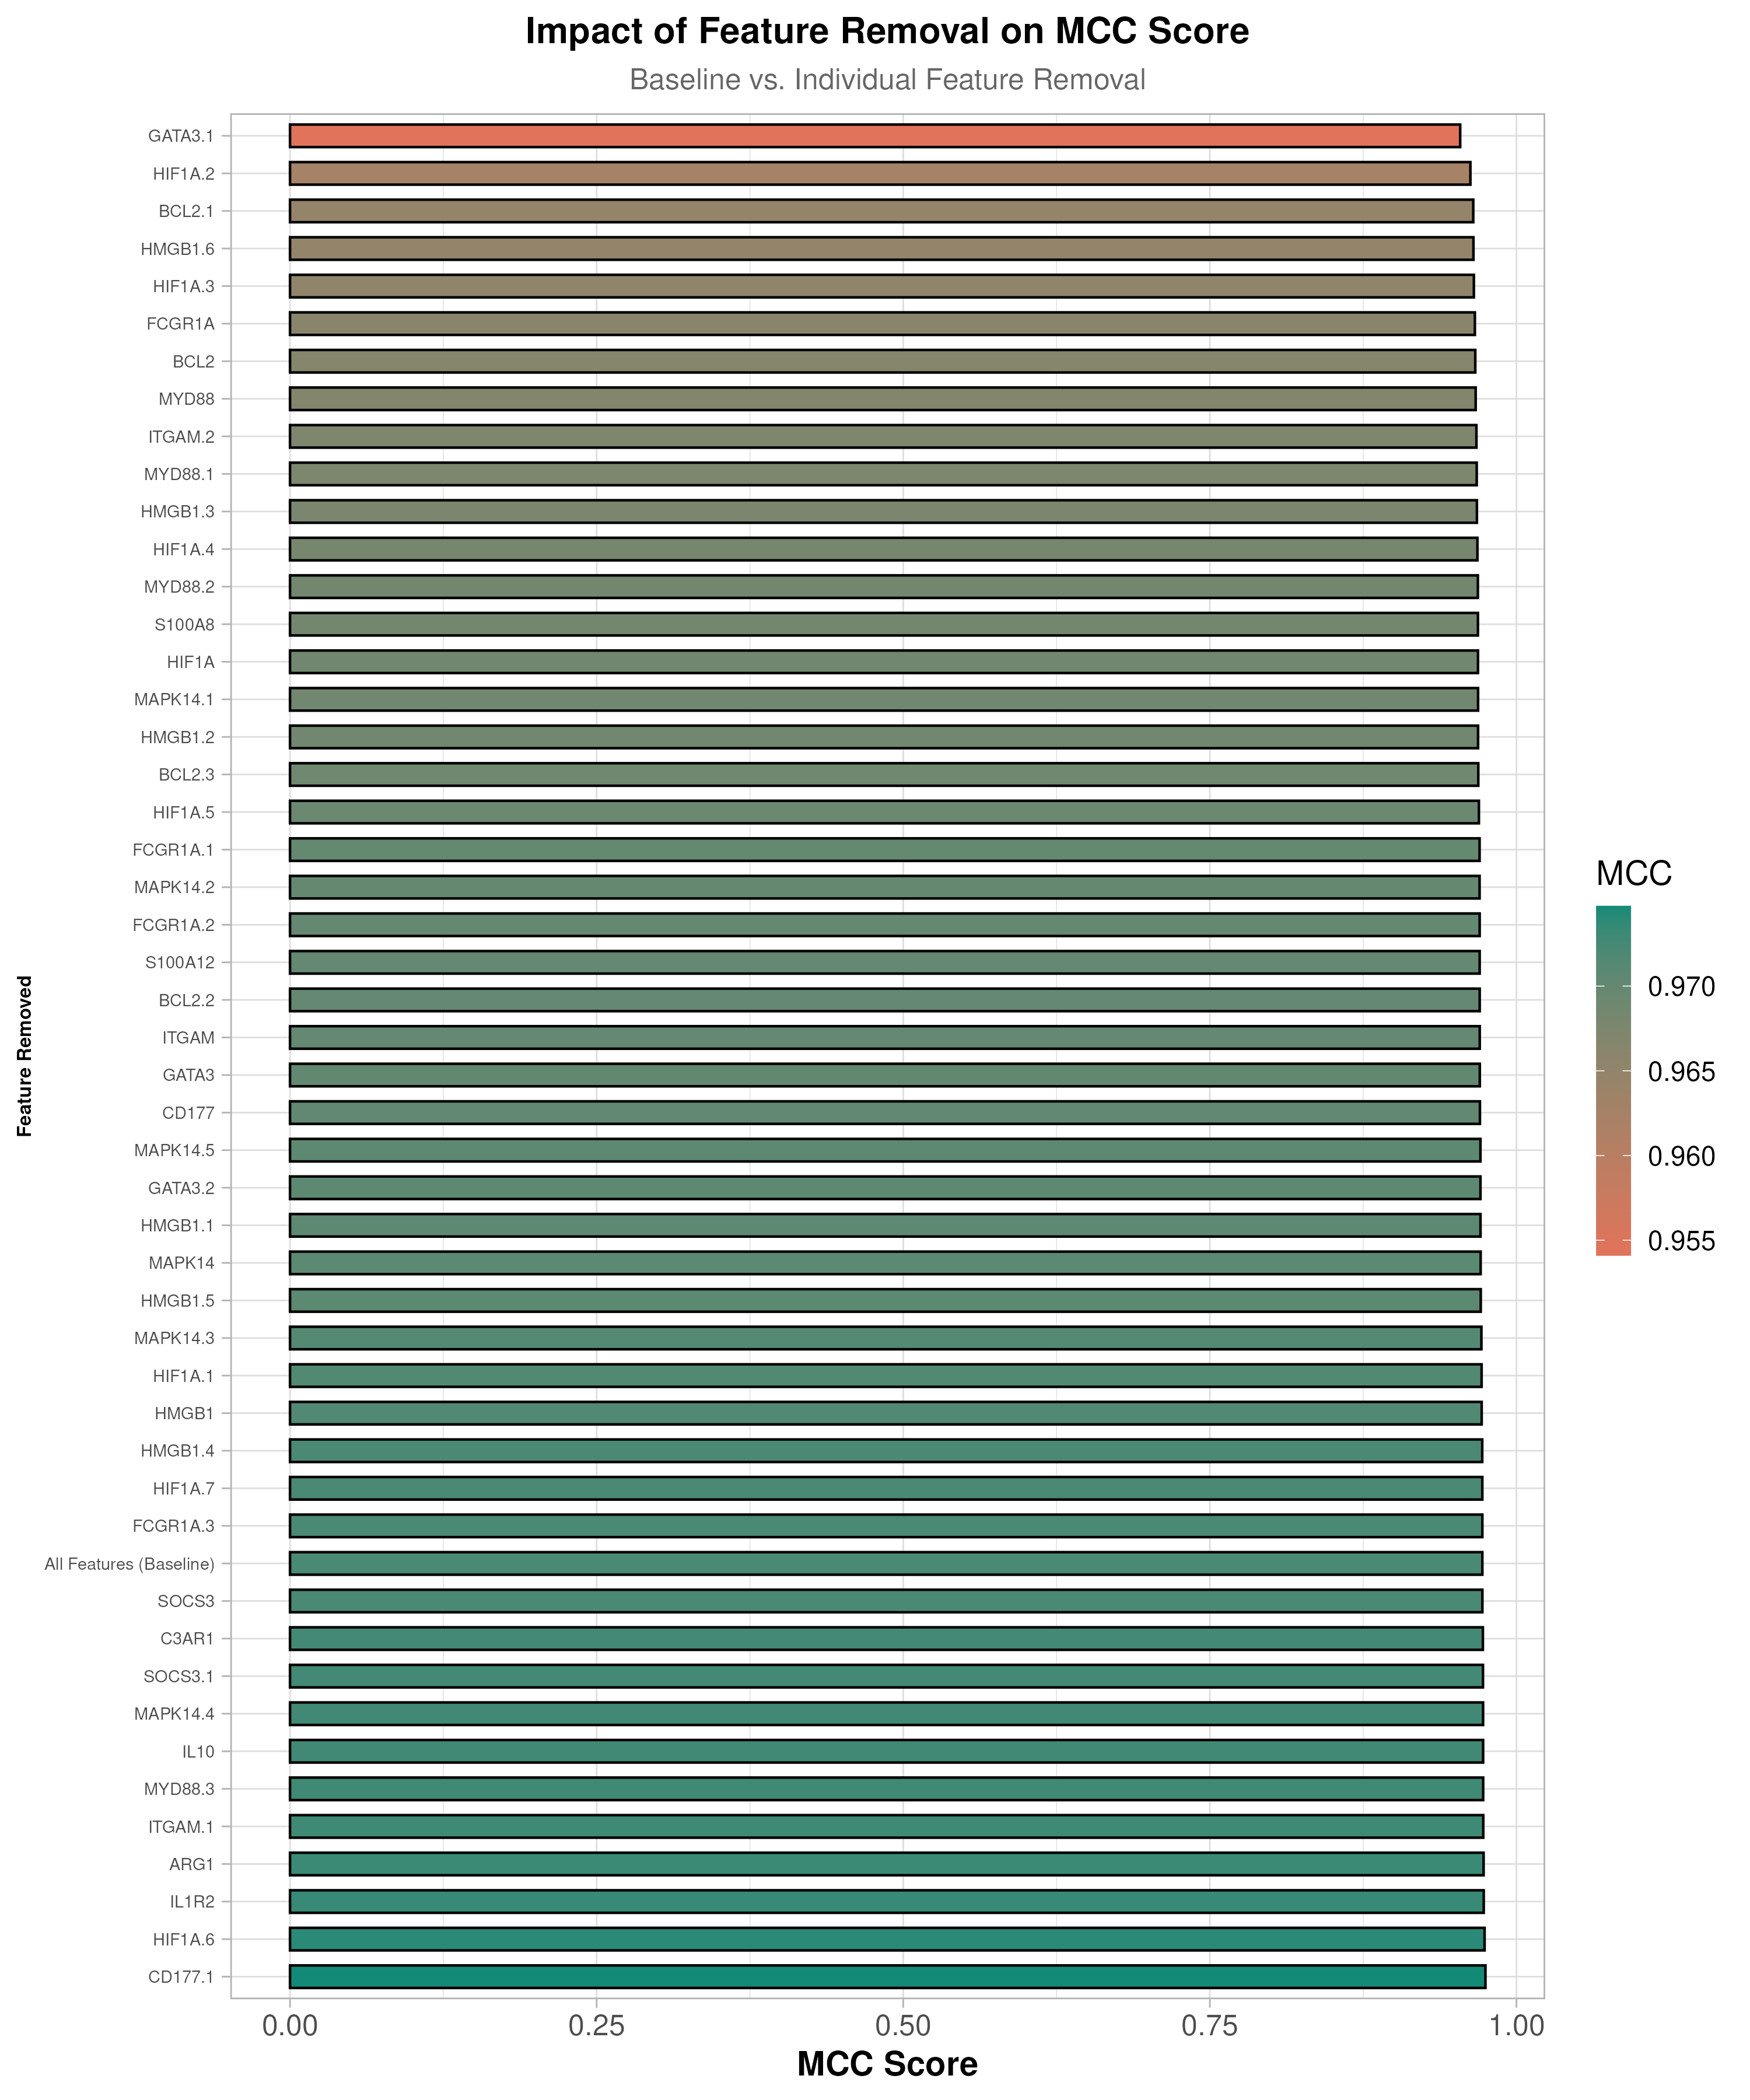 Impact of Feature Removal on MCC Score
Baseline vs. Individual Feature Removal
Feature Removed
GATA3.1
HIF1A.2
BCL2.1
HMGB1.6
HIF1A.3
FCGR1A
BCL2
MYD88
ITGAM.2
MYD88.1
HMGB1.3
HIF1A.4
MYD88.2
S100A8
HIF1A
MAPK14.1
HMGB1.2
BCL2.3
HIF1A.5
FCGR1A.1
MAPK14.2
FCGR1A.2
S100A12
BCL2.2
ITGAM
GATA3
CD177
MAPK14.5
GATA3.2
HMGB1.1
MAPK14
HMGB1.5
MAPK14.3
HIF1A.1
HMGB1
HMGB1.4
HIF1A.7
FCGR1A.3
All Features (Baseline)
SOCS3
C3AR1
SOCS3.1
MAPK14.4
IL10
MYD88.3
ITGAM.1
ARG1
IL1R2
HIF1A.6
CD177.1
0.00 0.25 0.50 0.75 1.00
MCC Score
MCC
0.970
0.965
0.960
0.955